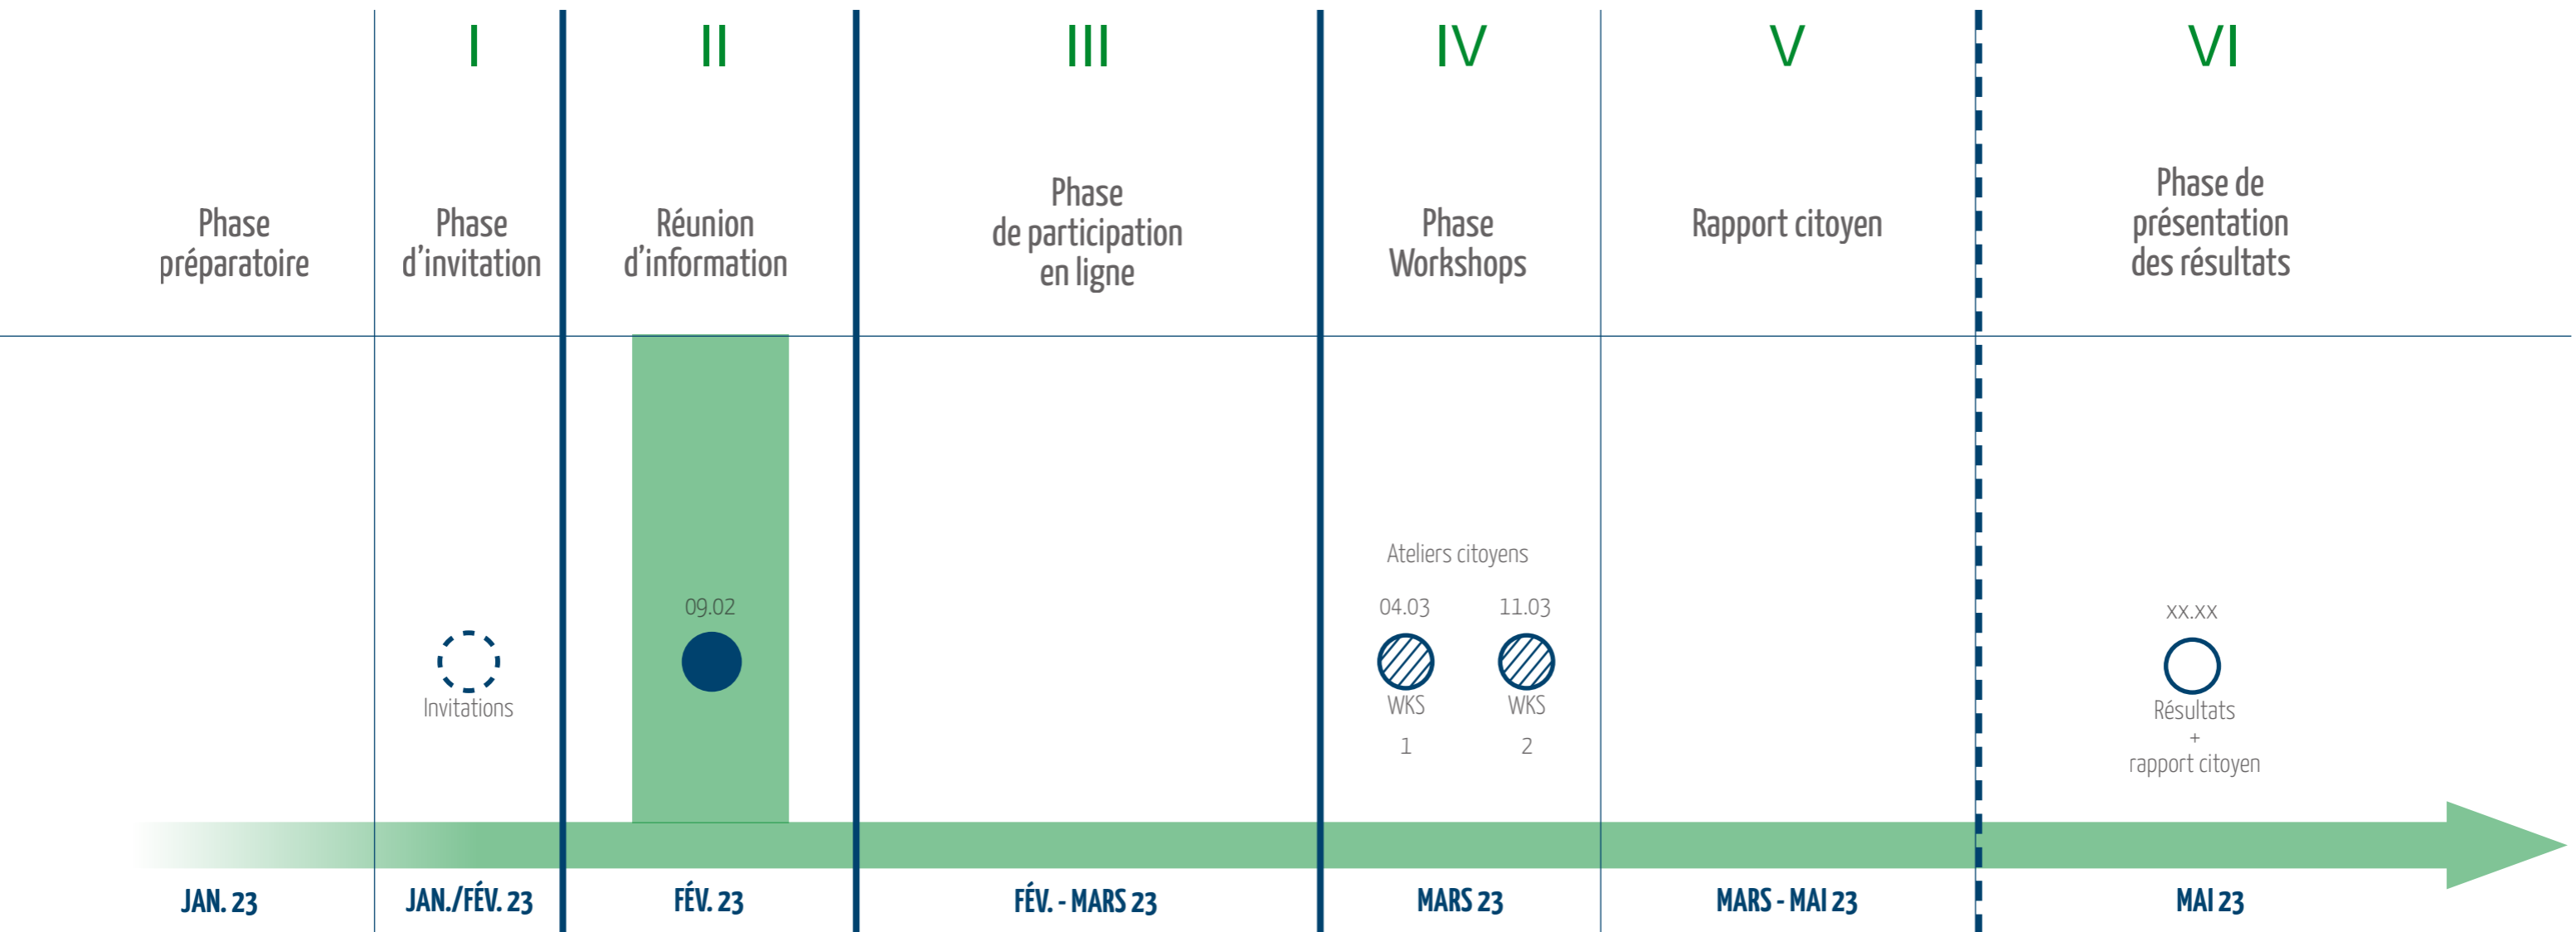 I
II
III
IV
V
VI
Phase
préparatoire
Phase
d’invitation
Réunion
d’information
Phase
de participation
en ligne
Phase
Workshops
Rapport citoyen
Phase de
présentation
des résultats
Invitations
09.02
Ateliers citoyens
04.03
11.03
WKS
WKS
1
2
xx.xx
Résultats
+
rapport citoyen
JAN. 23
JAN./FÉV. 23
FÉV. 23
FÉV. - MARS 23
MARS 23
MARS - MAI 23
MAI 23